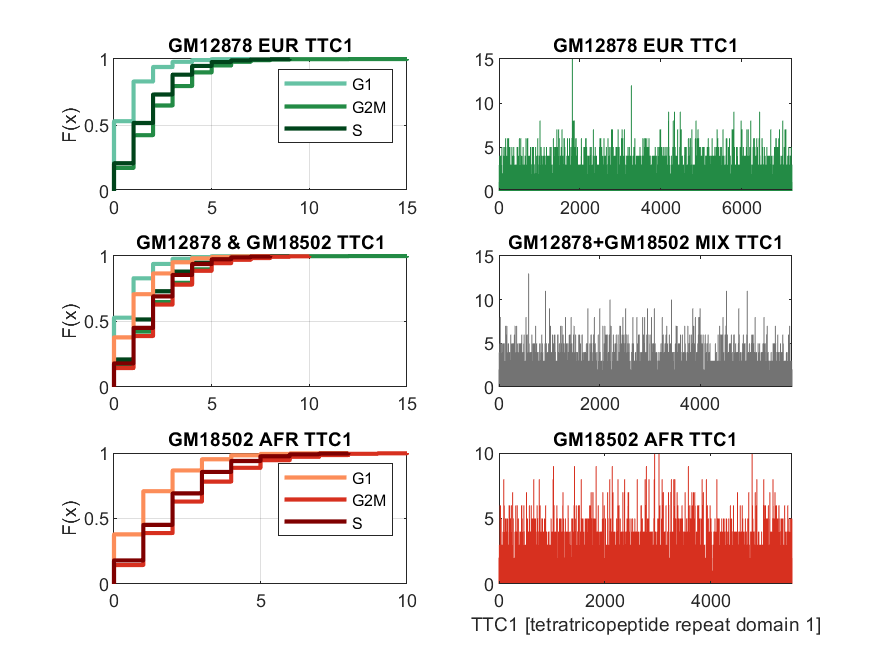 GM12878 EUR TTC1
F(x)
1
0.5
0
0 5 10 15
G1
G2M
S
GM12878 EUR TTC1
15
10
5
0
0 2000 4000 6000
GM12878 & GM18502 TTC1
F(x)
1
0.5
0
0 5 10 15
GM12878+GM18502 MIX TTC1
15
10
5
0
0 2000 4000
GM18502 AFR TTC1
F(x)
1
0.5
0
0 5 10
G1
G2M
S
GM18502 AFR TTC1
10
5
0
0 2000 4000
TTC1 [tetratricopeptide repeat domain 1]